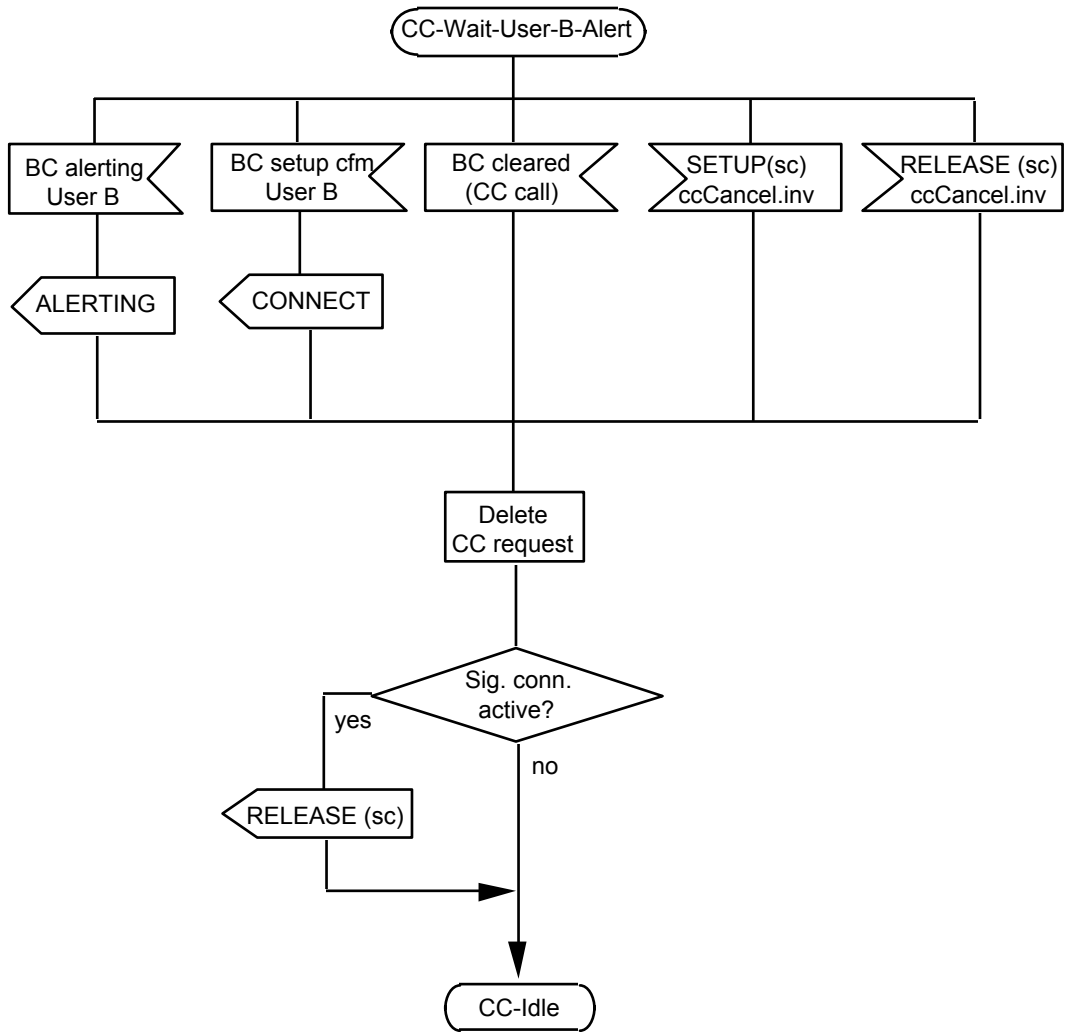 CC-Wait-User-B-Alert
BC alerting
User B
BC setup cfm
User B
BC cleared
(CC call)
SETUP(sc)
ccCancel.inv
RELEASE (sc)
ccCancel.inv
ALERTING
CONNECT
Delete
CC request
Sig. conn.
active?
yes
no
RELEASE (sc)
CC-Idle